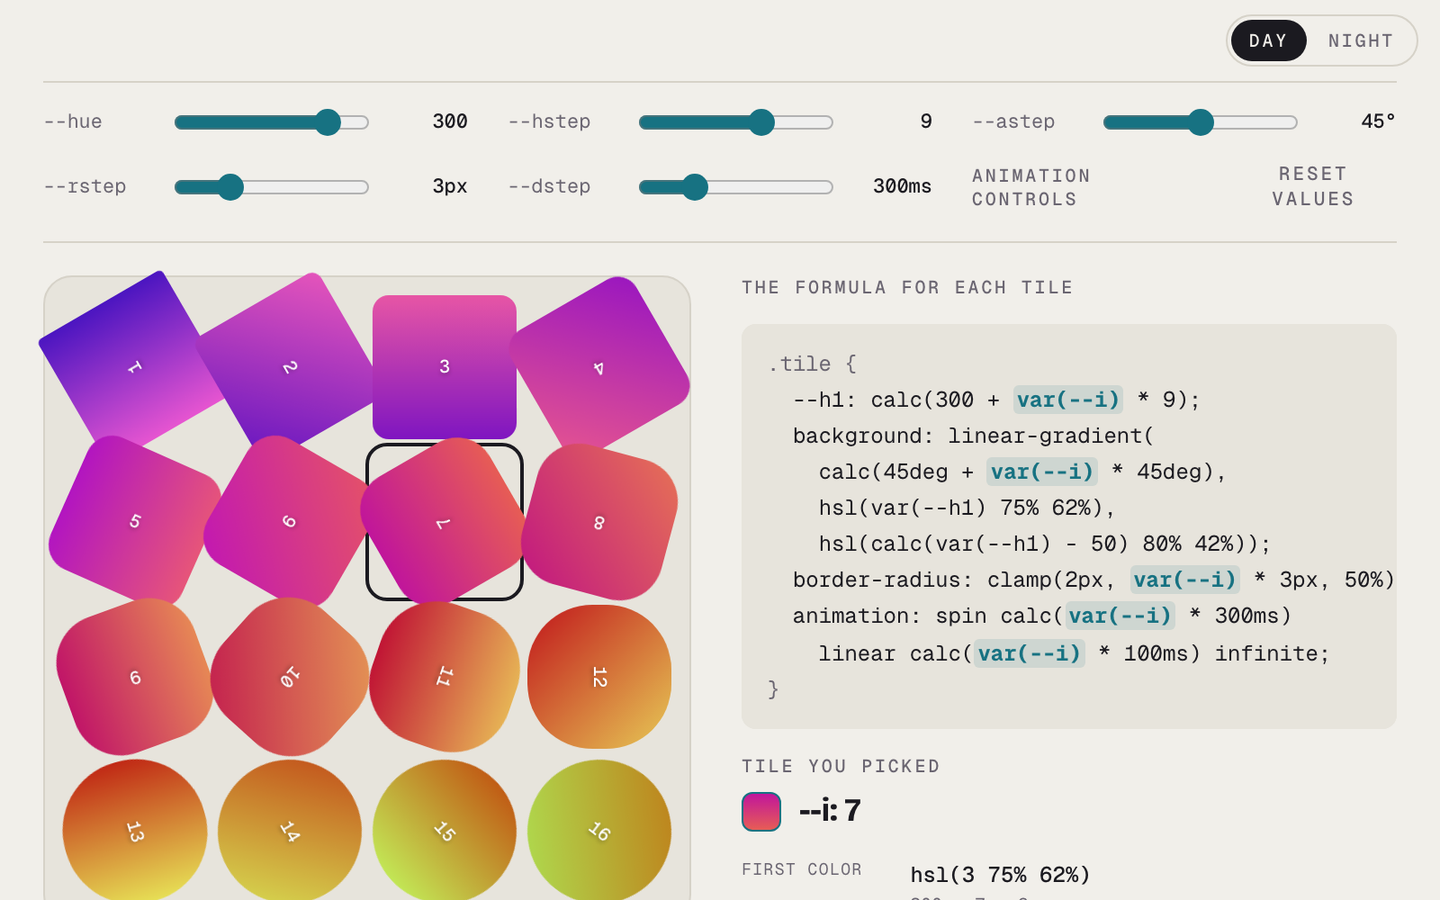 DAY NIGHT
--hue 300 --hstep 9 --astep 45°
--rstep 3px --dstep 300ms ANIMATION CONTROLS RESET VALUES
1 2 3 4
5 6 7 8
9 10 11 12
13 14 15 16
THE FORMULA FOR EACH TILE
.tile {
--h1: calc(300 + var(--i) * 9);
background: linear-gradient(
calc(45deg + var(--i) * 45deg),
hsl(var(--h1) 75% 62%),
hsl(calc(var(--h1) - 50) 80% 42%));
border-radius: clamp(2px, var(--i) * 3px, 50%)
animation: spin calc(var(--i) * 300ms)
linear calc(var(--i) * 100ms) infinite;
}
TILE YOU PICKED
--i: 7
FIRST COLOR hsl(3 75% 62%)